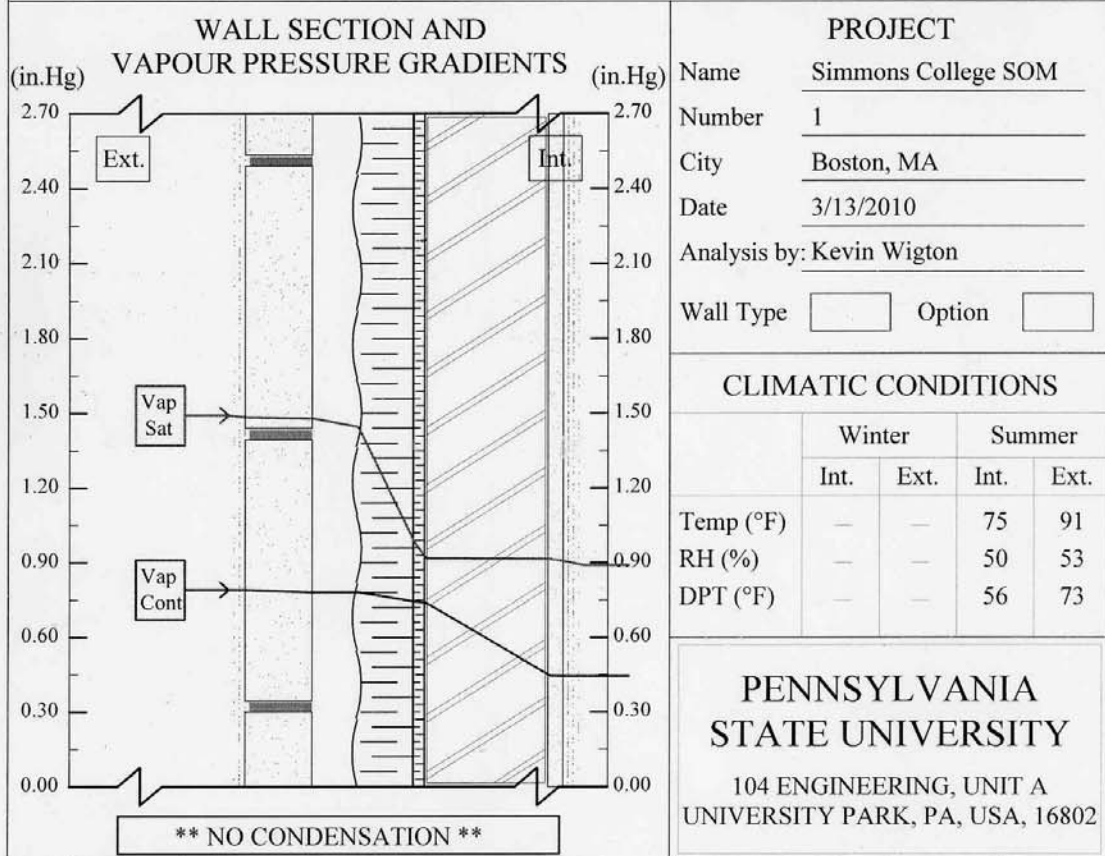 WALL SECTION AND
VAPOUR PRESSURE GRADIENTS
(in.Hg)
(in.Hg)
2.70
2.40
2.10
1.80
1.50
1.20
0.90
0.60
0.30
0.00
Ext.
Int.
Vap
Sat
Vap
Cont
2.70
2.40
2.10
1.80
1.50
1.20
0.90
0.60
0.30
0.00
** NO CONDENSATION **
PROJECT
Name Simmons College SOM
Number 1
City Boston, MA
Date 3/13/2010
Analysis by: Kevin Wigton
Wall Type Option
CLIMATIC CONDITIONS
Winter Summer
Int. Ext. Int. Ext.
Temp (°F) — — 75 91
RH (%) — — 50 53
DPT (°F) — — 56 73
PENNSYLVANIA
STATE UNIVERSITY
104 ENGINEERING, UNIT A
UNIVERSITY PARK, PA, USA, 16802